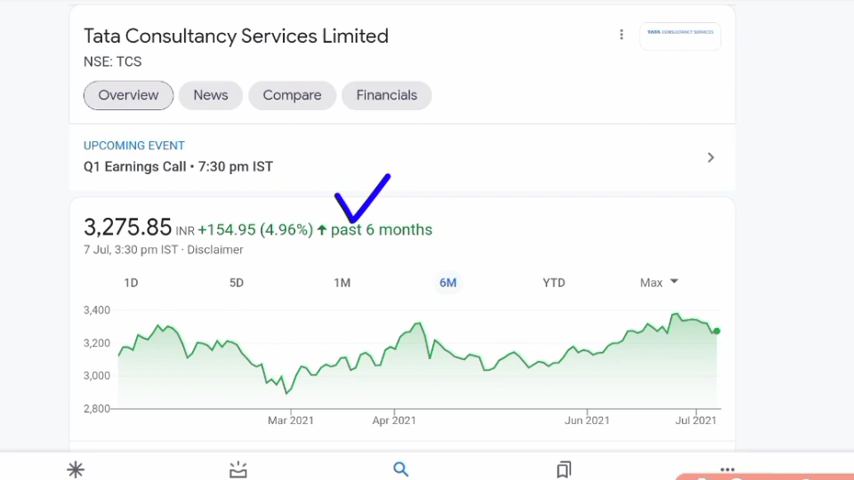 Tata Consultancy Services Limited
TATA CONSULTANCY SERVICES
NSE: TCS
Overview News Compare Financials
UPCOMING EVENT
Q1 Earnings Call • 7:30 pm IST
3,275.85 INR +154.95 (4.96%) ↑ past 6 months
7 Jul, 3:30 pm IST · Disclaimer
1D 5D 1M 6M YTD Max
3,400
3,200
3,000
2,800
Mar 2021 Apr 2021 Jun 2021 Jul 2021